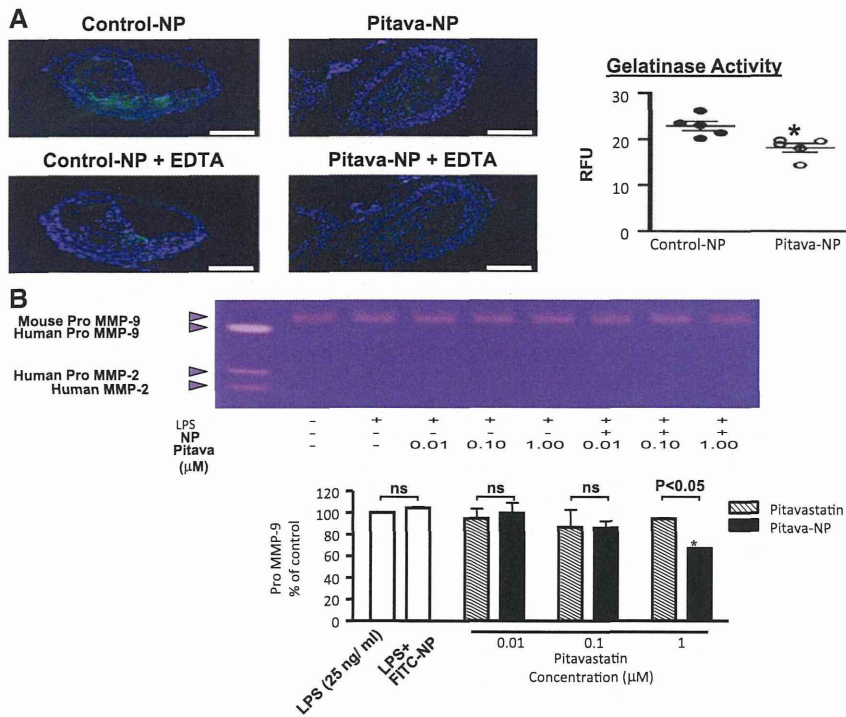 A
Control-NP
Pitava-NP
Control-NP + EDTA
Pitava-NP + EDTA
Gelatinase Activity
30
20
10
0
RFU
*
Control-NP
Pitava-NP
B
Mouse Pro MMP-9
Human Pro MMP-9
Human Pro MMP-2
Human MMP-2
LPS - + + + + + + +
NP - - - - - + + +
Pitava - - 0.01 0.10 1.00 0.01 0.10 1.00
(μM)
120
100
80
60
40
20
0
Pro MMP-9
% of control
ns
ns
ns
P<0.05
*
Pitavastatin
Pitava-NP
LPS (25 ng/ ml)
LPS+
FITC-NP
0.01 0.1 1
Pitavastatin
Concentration (μM)